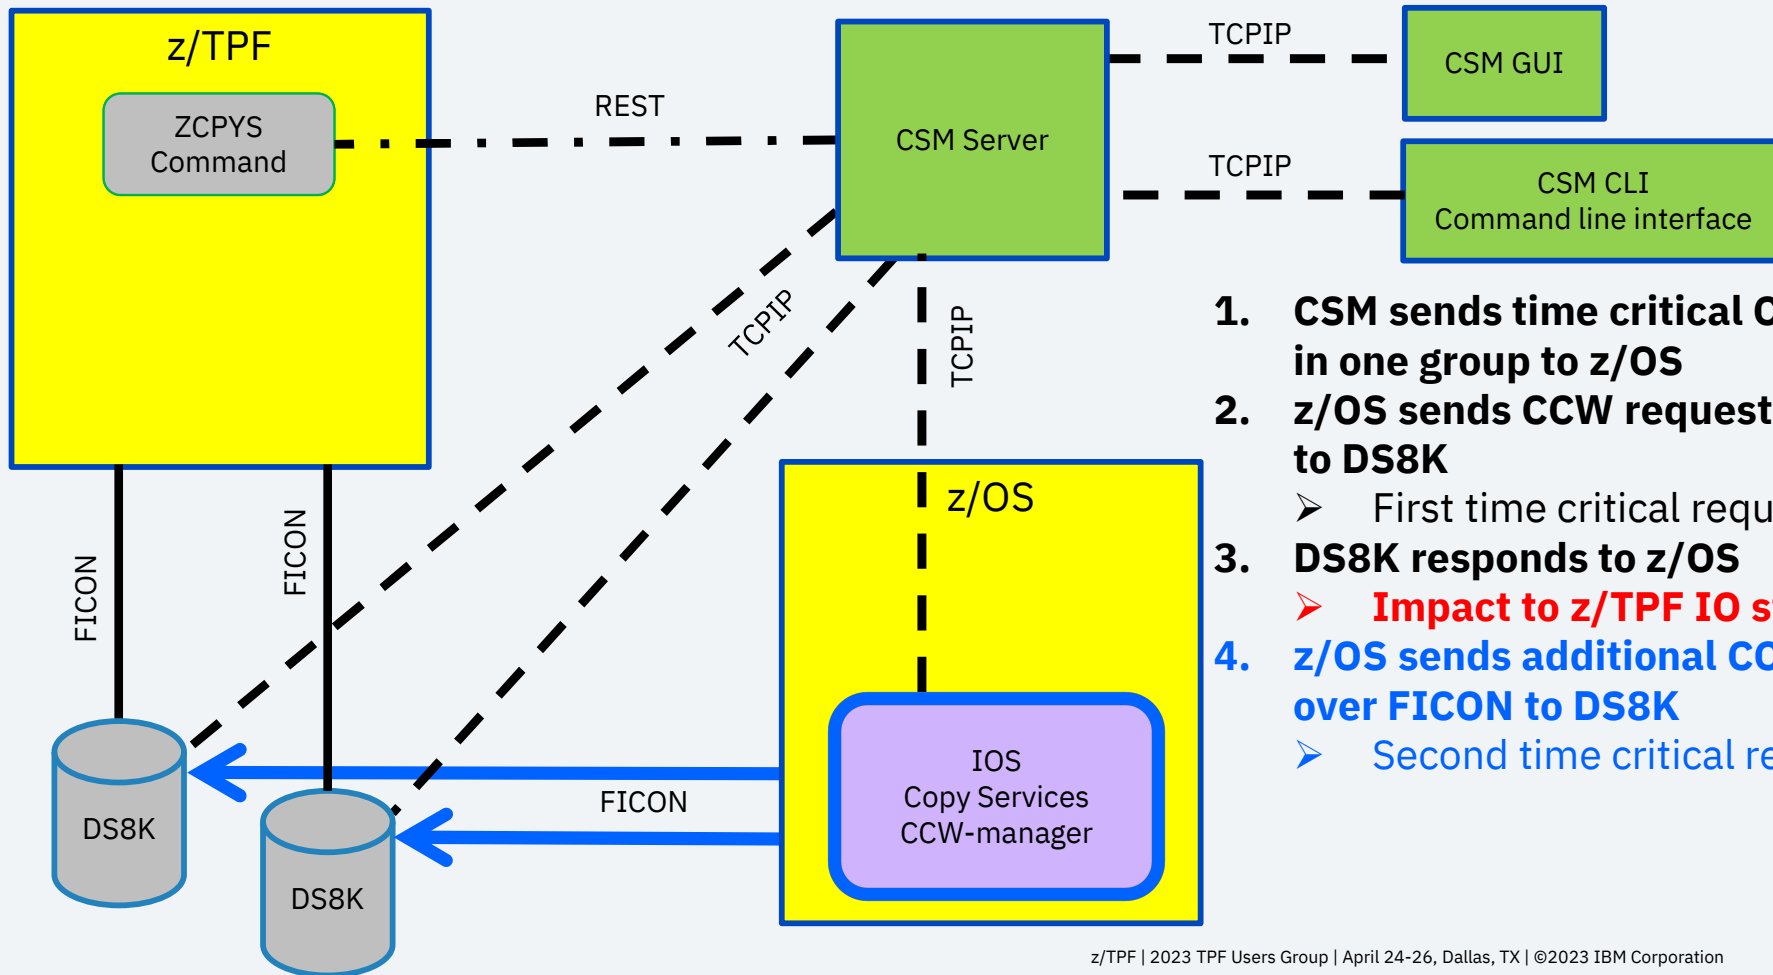 z/TPF
ZCPYS
Command
REST
CSM Server
TCPIP
CSM GUI
TCPIP
CSM CLI
Command line interface
TCPIP
TCPIP
FICON
FICON
z/OS
IOS
Copy Services
CCW-manager
FICON
DS8K
DS8K
1. CSM sends time critical
in one group to z/OS
2. z/OS sends CCW request
to DS8K
➢ First time critical
3. DS8K responds to z/OS
➢ Impact to z/TPF IO
4. z/OS sends additional
over FICON to DS8K
➢ Second time critical
z/TPF | 2023 TPF Users Group | April 24-26, Dallas, TX | ©2023 IBM Corporation